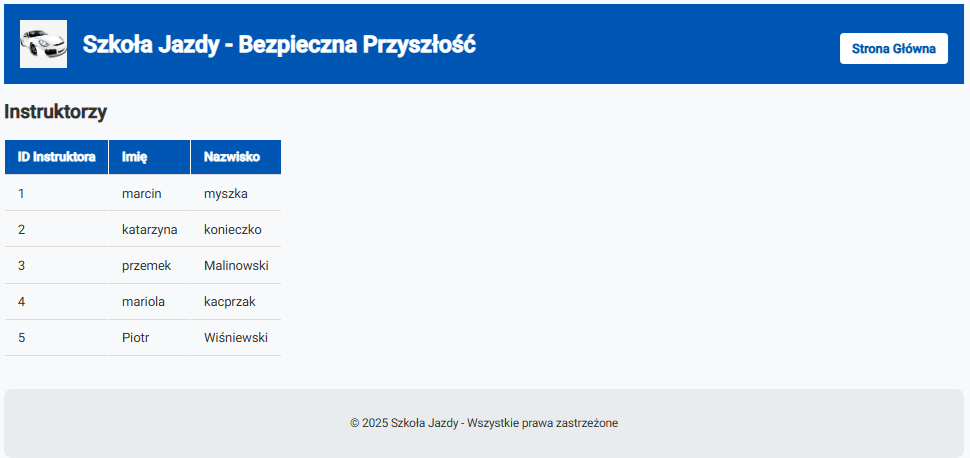 Szkoła Jazdy - Bezpieczna Przyszłość
Strona Główna
Instruktorzy
ID Instruktora Imię Nazwisko
1 marcin myszka
2 katarzyna konieczko
3 przemek Malinowski
4 mariola kacprzak
5 Piotr Wiśniewski
© 2025 Szkoła Jazdy - Wszystkie prawa zastrzeżone